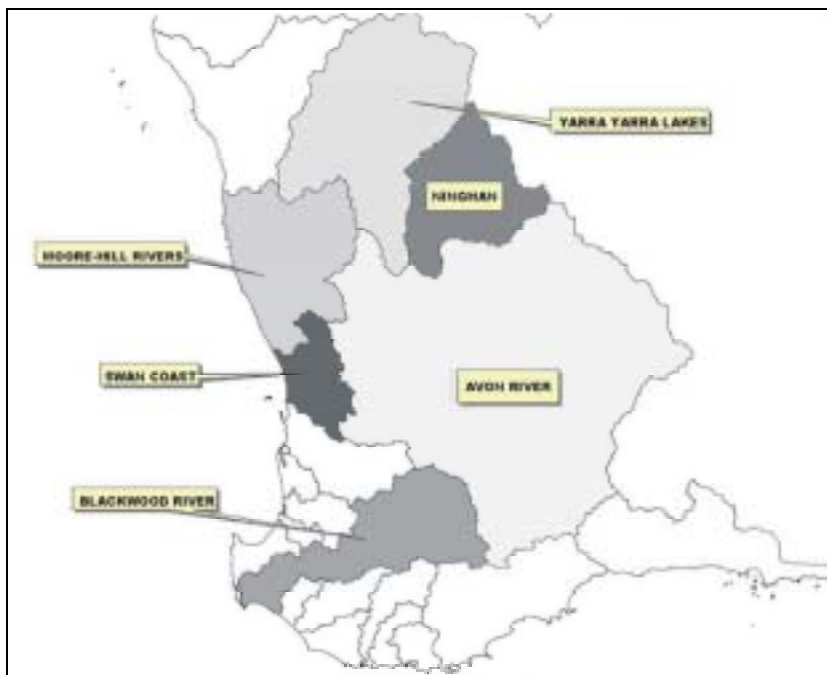 YARRA YARRA LAKES
NINGHAN
MOORE-HILL RIVERS
SWAN COAST
AVON RIVER
BLACKWOOD RIVER